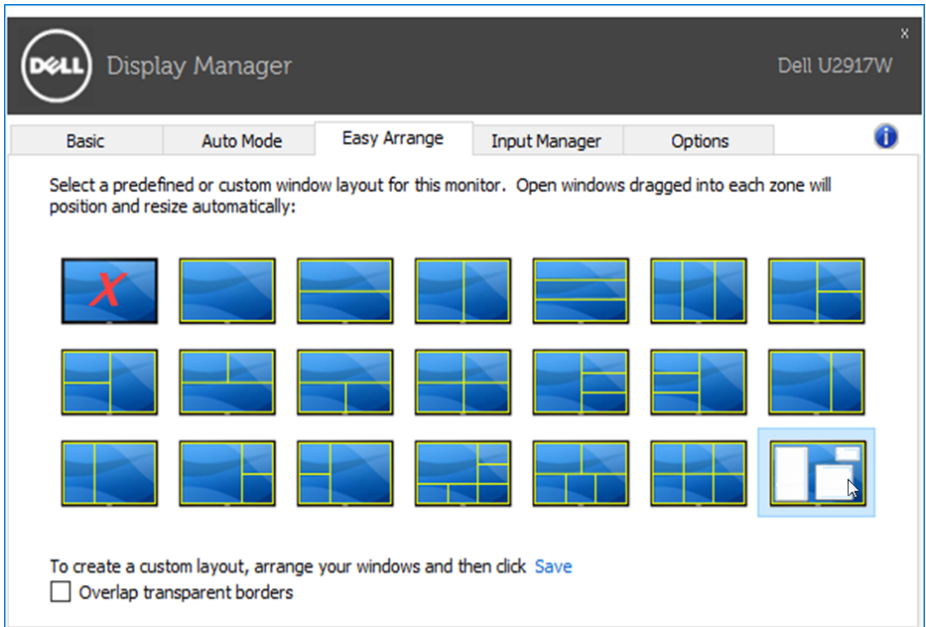 x
DELL Display Manager
Dell U2917W
Basic Auto Mode Easy Arrange Input Manager Options
Select a predefined or custom window layout for this monitor. Open windows dragged into each zone will
position and resize automatically:
X
To create a custom layout, arrange your windows and then click Save
Overlap transparent borders